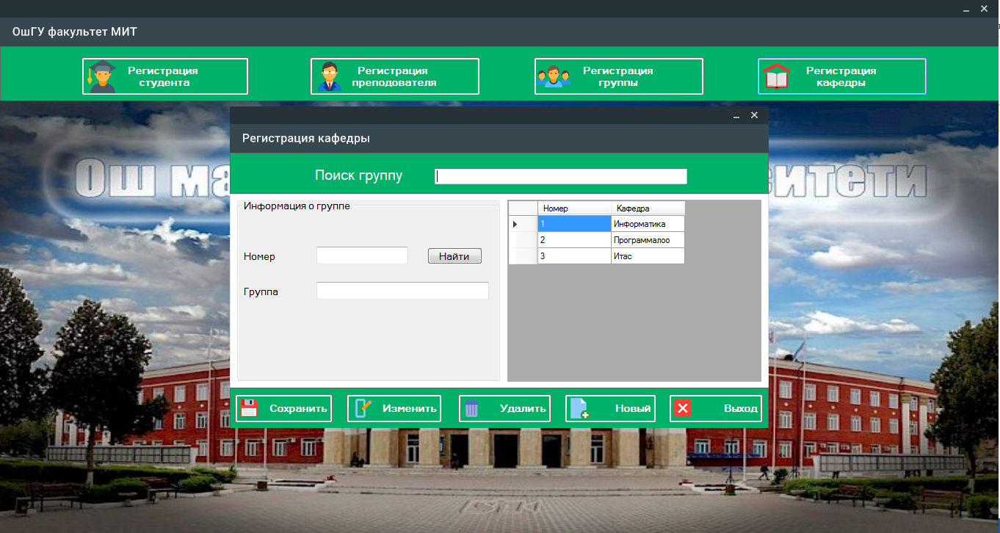 ОшГУ факультет МИТ
Регистрация
студента
Регистрация
преподователя
Регистрация
группы
Регистрация
кафедры
Регистрация кафедры
Ош ма
ситети
Поиск группу
Информация о группе
Номер
Найти
Группа
Номер Кафедра
1 Информатика
2 Программалоо
3 Итас
Сохранить
Изменить
Удалить
Новый
Выход